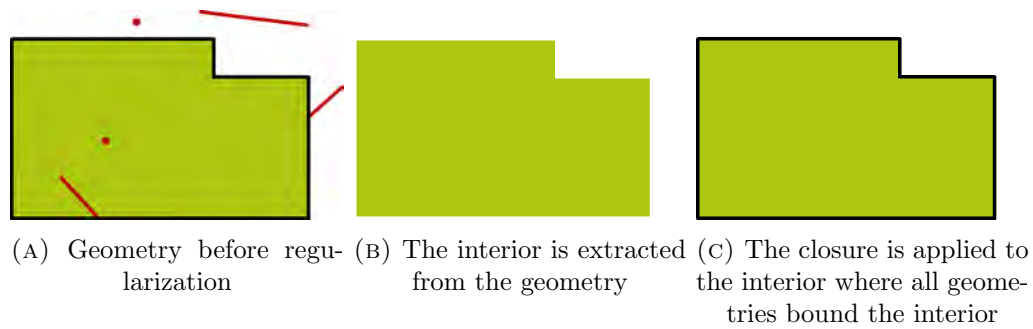 (A) Geometry before regu-
larization
(B) The interior is extracted
from the geometry
(C) The closure is applied to
the interior where all geome-
tries bound the interior